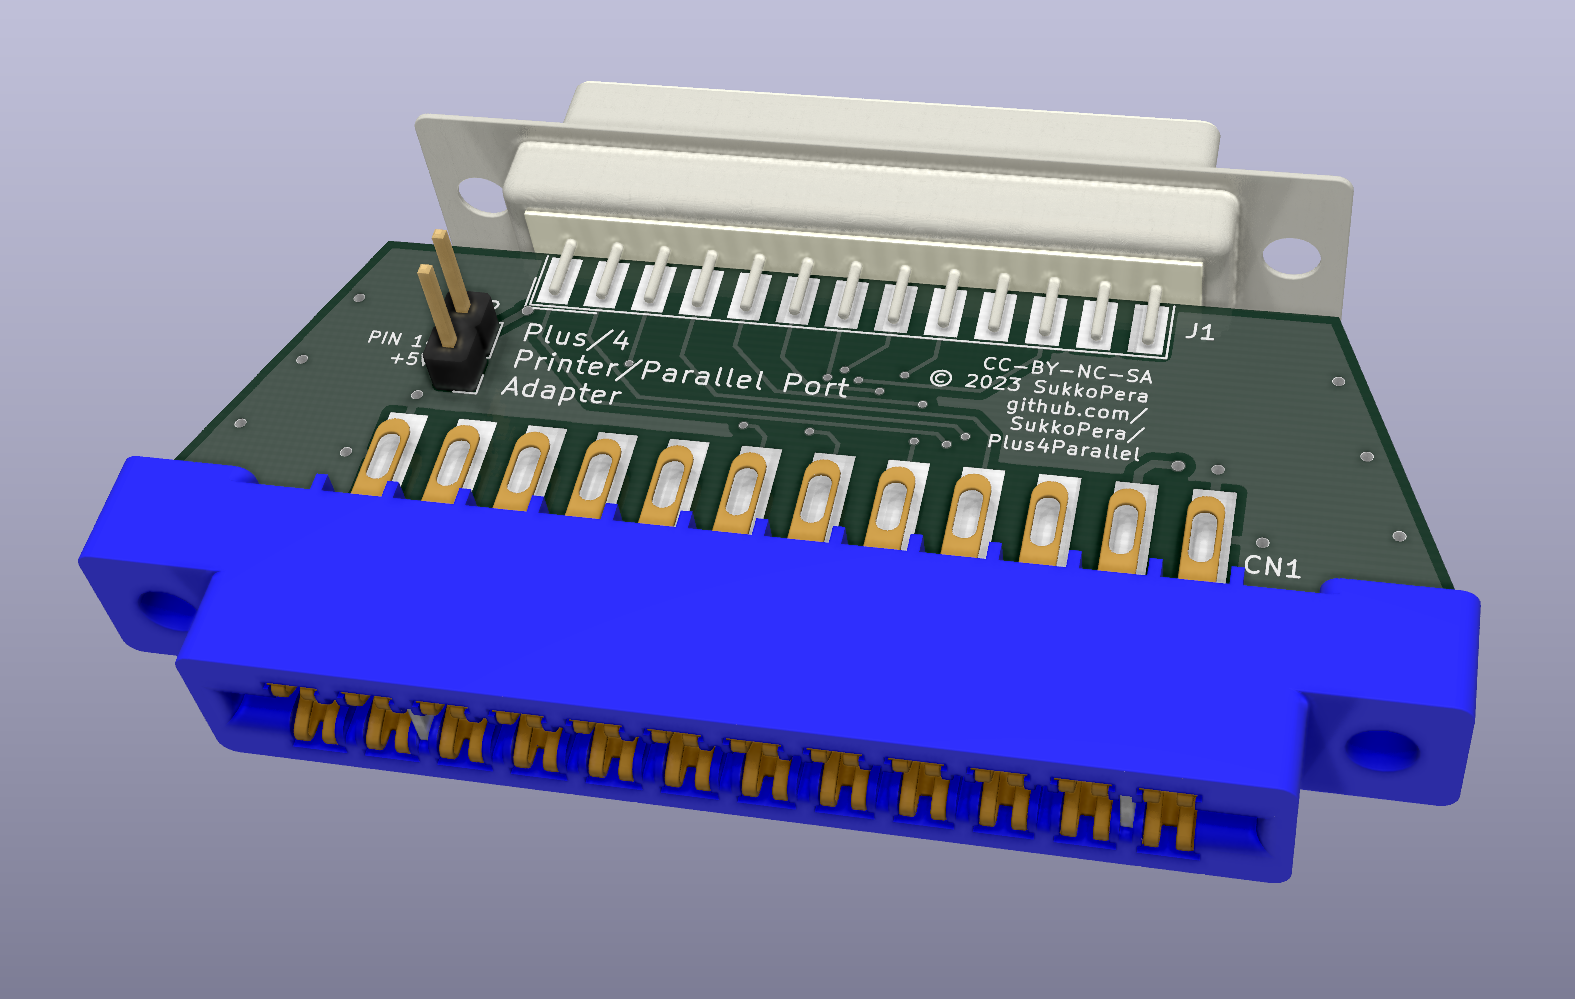 J1
PIN 1
+5V
Plus/4
Printer/Parallel Port
Adapter
CC-BY-NC-SA
© 2023 SukkoPera
github.com/
SukkoPera/
Plus4Parallel
CN1